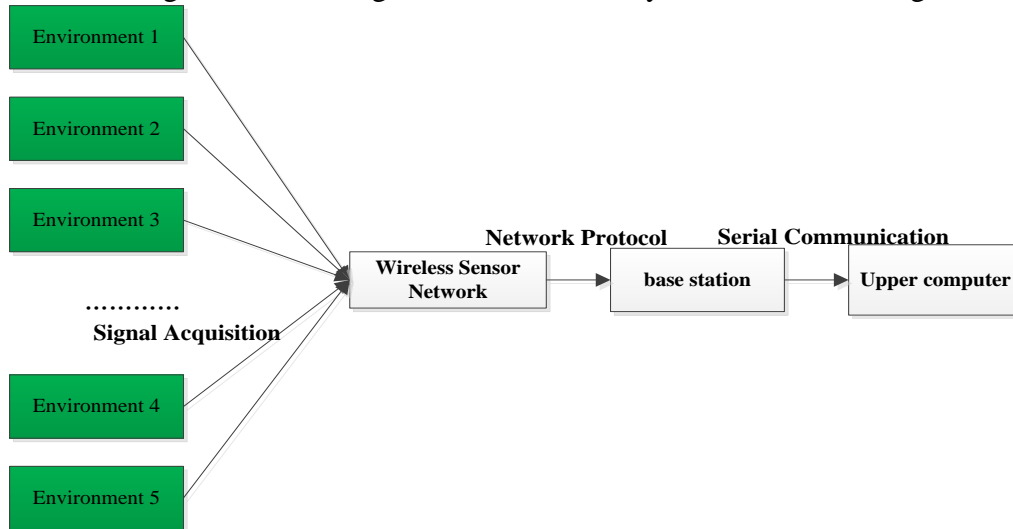 Environment 1
Environment 2
Environment 3
…………
Signal Acquisition
Environment 4
Environment 5
Wireless Sensor
Network
Network Protocol
base station
Serial Communication
Upper computer